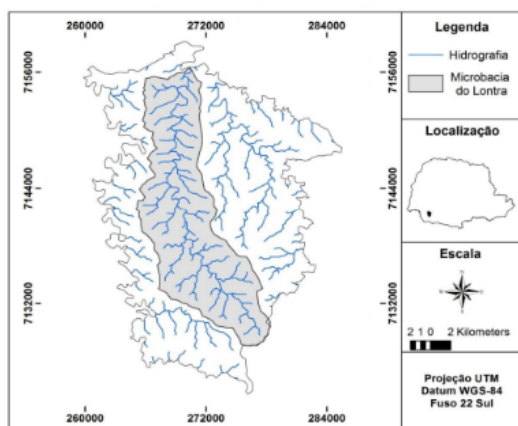 260000 272000 284000
7156000 7156000
7144000 7144000
7132000 7132000
260000 272000 284000
Legenda
Hidrografia
Microbacia
do Lontra
Localização
Escala
2 1 0 2 Kilometers
Projeção UTM
Datum WGS-84
Fuso 22 Sul